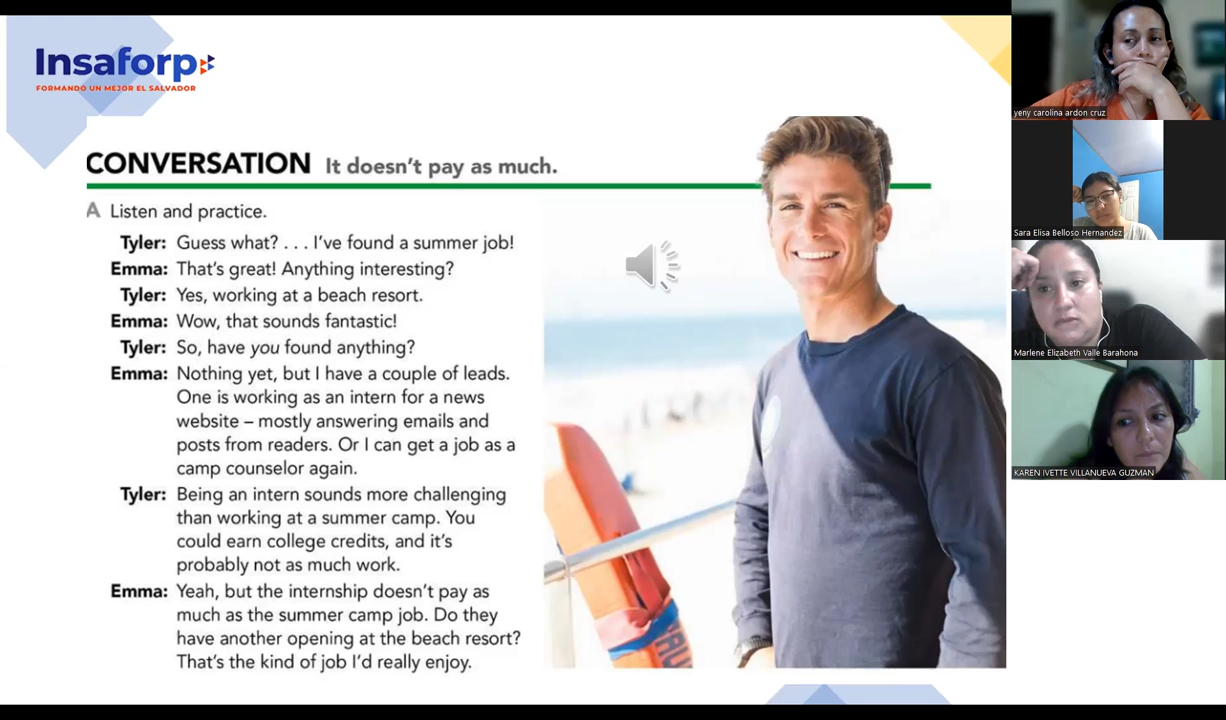 Insaforp
FORMANDO UN MEJOR EL SALVADOR
CONVERSATION It doesn't pay as much.
A Listen and practice.
Tyler: Guess what? . . . I've found a summer job!
Emma: That's great! Anything interesting?
Tyler: Yes, working at a beach resort.
Emma: Wow, that sounds fantastic!
Tyler: So, have you found anything?
Emma: Nothing yet, but I have a couple of leads.
One is working as an intern for a news
website – mostly answering emails and
posts from readers. Or I can get a job as a
camp counselor again.
Tyler: Being an intern sounds more challenging
than working at a summer camp. You
could earn college credits, and it's
probably not as much work.
Emma: Yeah, but the internship doesn't pay as
much as the summer camp job. Do they
have another opening at the beach resort?
That's the kind of job I'd really enjoy.
yeny carolina ardon cruz
Sara Elisa Belloso Hernandez
Marlene Elizabeth Valle Barahona
KAREN IVETTE VILLANUEVA GUZMAN